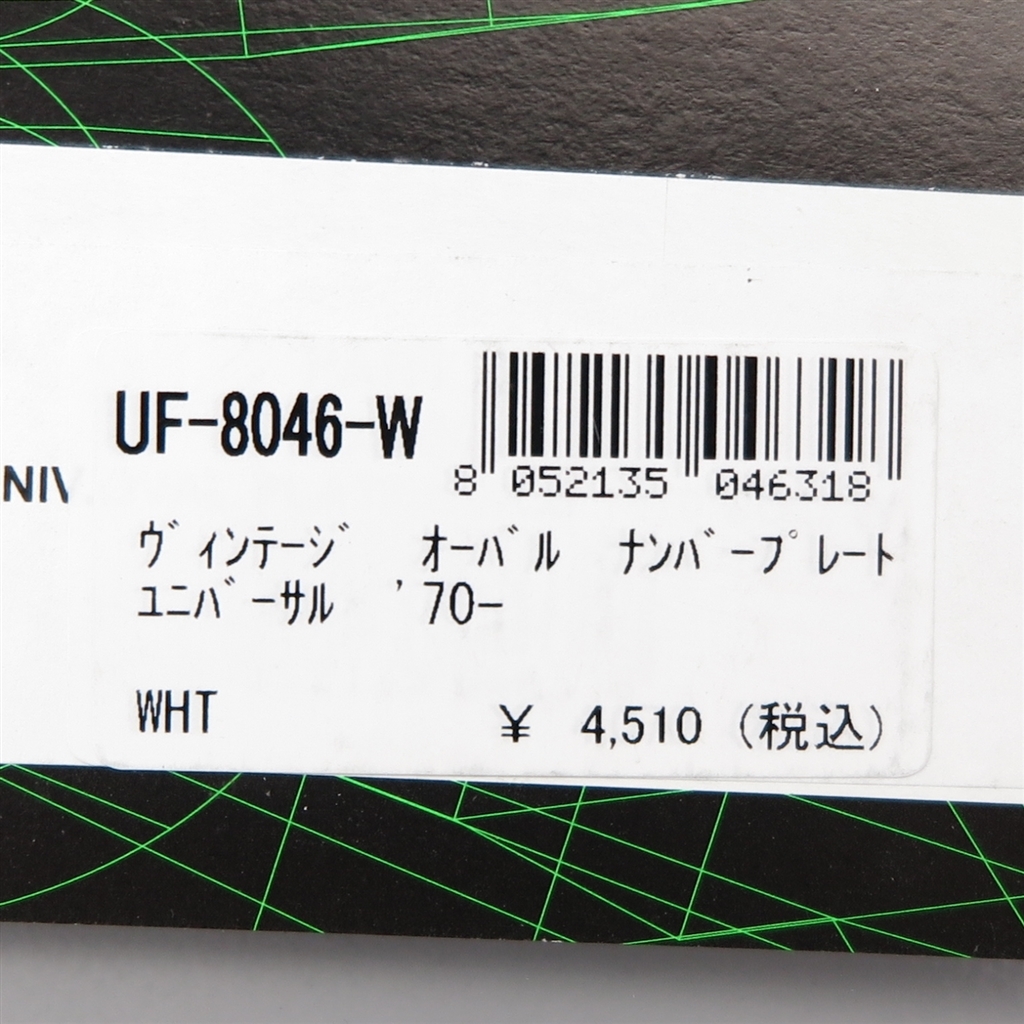 UF-8046-W
8 052135 046318
NIV
ヴィンテージ オーバル ナンバープレート
ユニバーサル '70-
WHT ¥ 4,510 (税込)